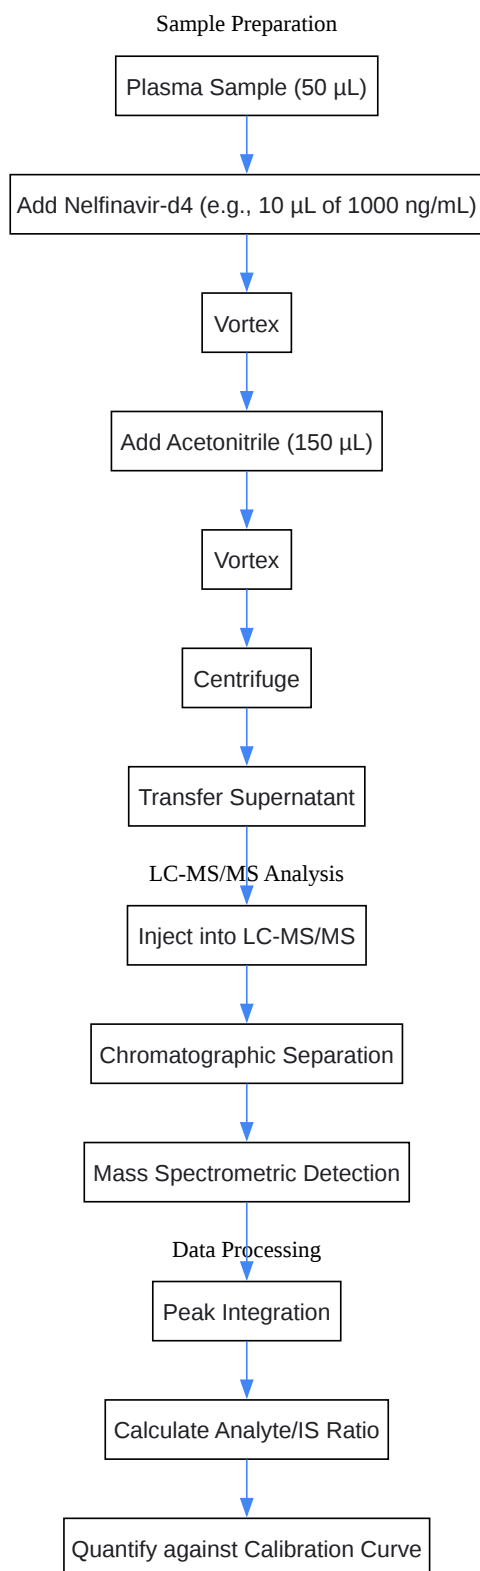 Sample Preparation
Plasma Sample (50 µL)
Add Nelfinavir-d4 (e.g., 10 µL of 1000 ng/mL)
Vortex
Add Acetonitrile (150 µL)
Vortex
Centrifuge
Transfer Supernatant
LC-MS/MS Analysis
Inject into LC-MS/MS
Chromatographic Separation
Mass Spectrometric Detection
Data Processing
Peak Integration
Calculate Analyte/IS Ratio
Quantify against Calibration Curve